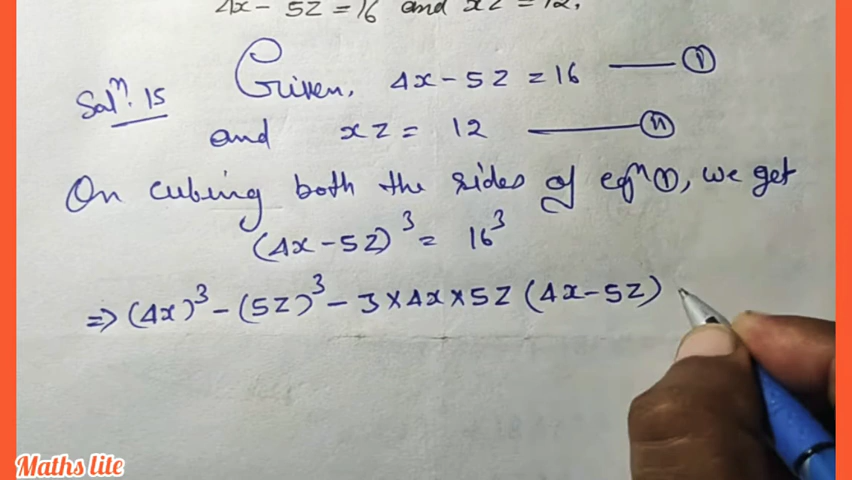 4x - 5z = 16 and xz = 12.
Solⁿ. 15 Given, 4x - 5z = 16 —— (i)
and xz = 12 —— (ii)
On cubing both the sides of eqⁿ (i), we get
(4x - 5z)³ = 16³
⇒ (4x)³ - (5z)³ - 3 × 4x × 5z (4x - 5z)
Maths lite